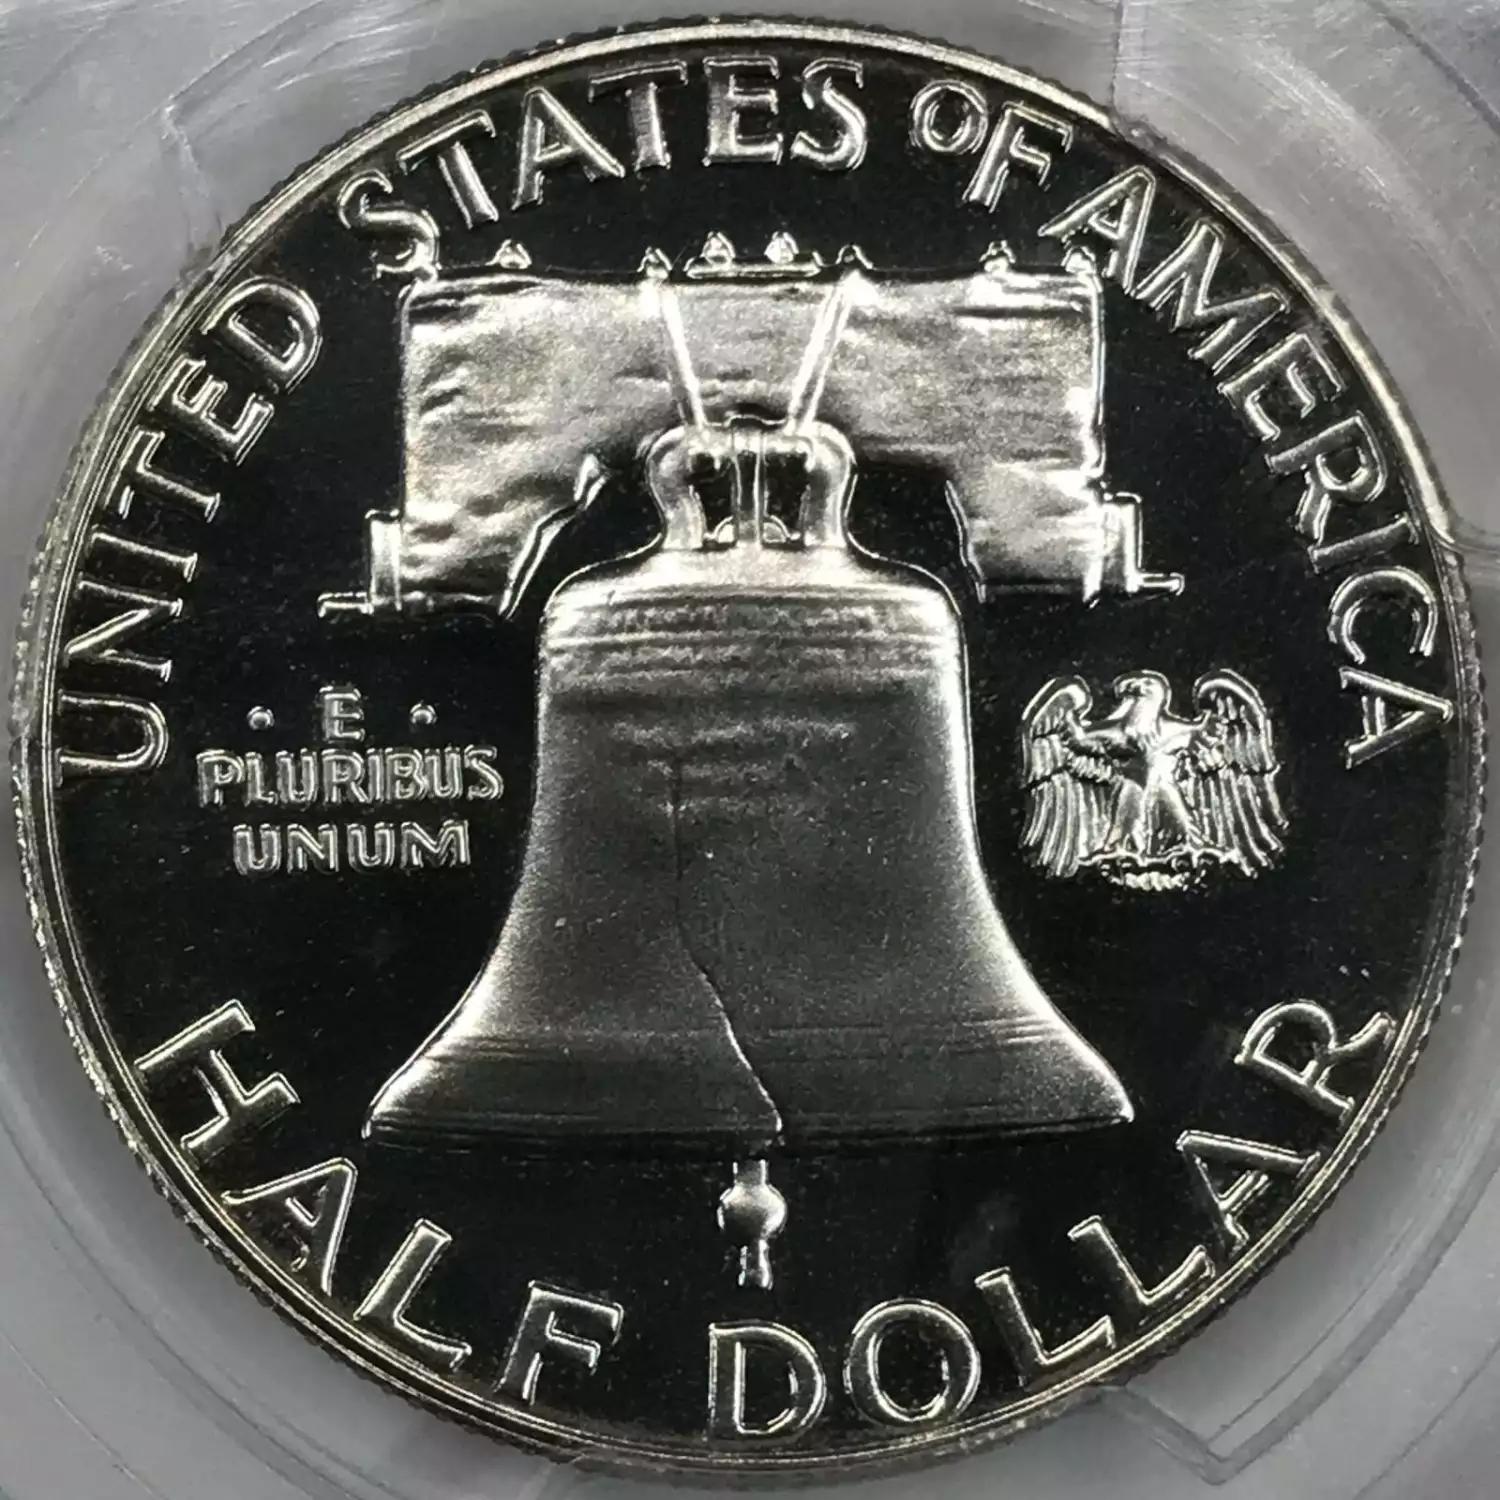 UNITED STATES OF AMERICA
· E ·
PLURIBUS
UNUM
HALF DOLLAR